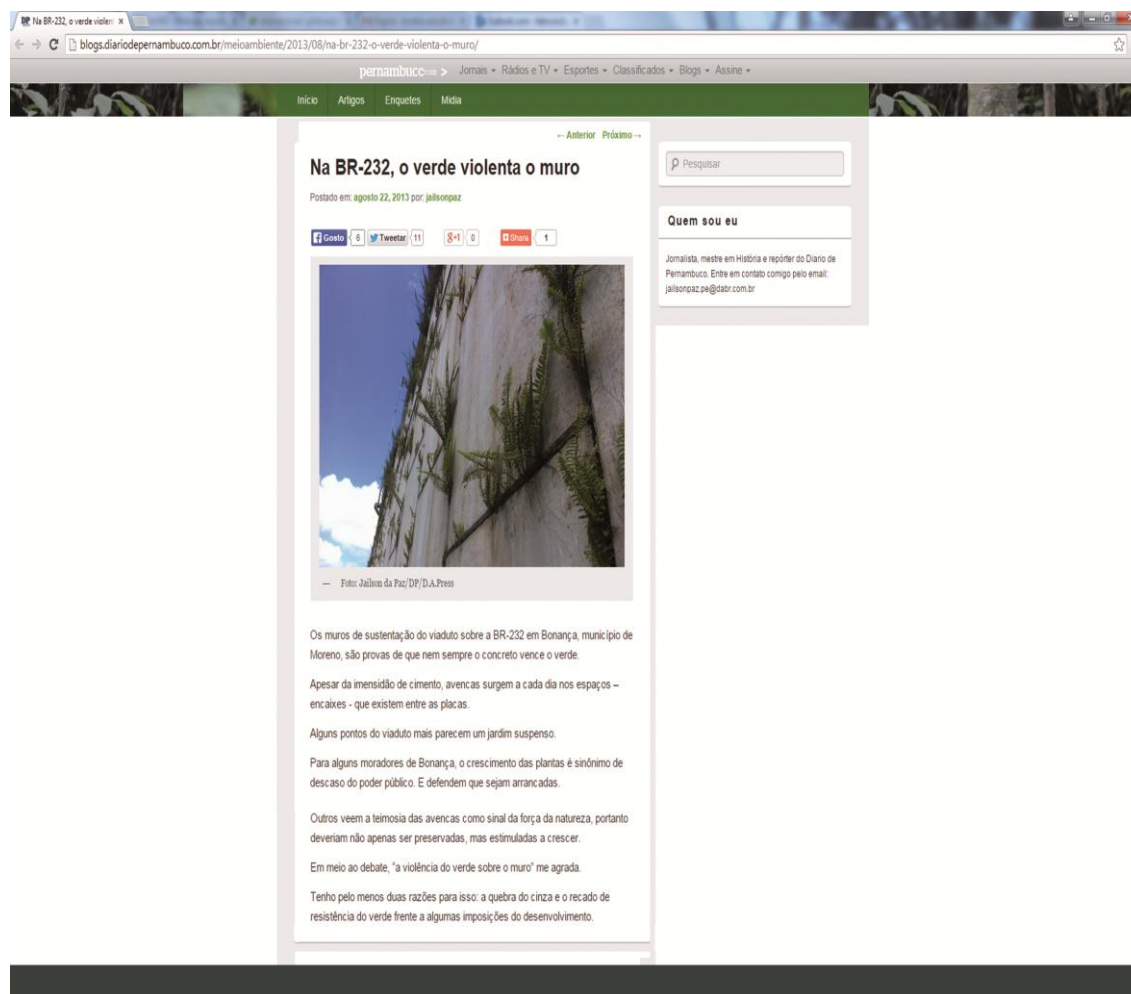 Na BR-232, o verde violen x
blogs.diariodepernambuco.com.br/meioambiente/2013/08/na-br-232-o-verde-violenta-o-muro/
pernambuco > Jornais Rádios e TV Esportes Classificados Blogs Assine
Início Artigos Enquetes Mídia
←Anterior Próximo→
Na BR-232, o verde violenta o muro
Postado em: agosto 22, 2013 por: jailsonpaz
Gosto 6 Tweetar 11 g+1 0 Share 1
— Foto: Jailson da Paz/DP/D.A.Press
Os muros de sustentação do viaduto sobre a BR-232 em Bonança, município de
Moreno, são provas de que nem sempre o concreto vence o verde.
Apesar da imensidão de cimento, avencas surgem a cada dia nos espaços –
encaixes - que existem entre as placas.
Alguns pontos do viaduto mais parecem um jardim suspenso.
Para alguns moradores de Bonança, o crescimento das plantas é sinônimo de
descaso do poder público. E defendem que sejam arrancadas.
Outros veem a teimosia das avencas como sinal da força da natureza, portanto
deveriam não apenas ser preservadas, mas estimuladas a crescer.
Em meio ao debate, “a violência do verde sobre o muro” me agrada.
Tenho pelo menos duas razões para isso: a quebra do cinza e o recado de
resistência do verde frente a algumas imposições do desenvolvimento.
Pesquisar
Quem sou eu
Jornalista, mestre em História e repórter do Diario de
Pernambuco. Entre em contato comigo pelo email:
jailsonpaz.pe@dabr.com.br